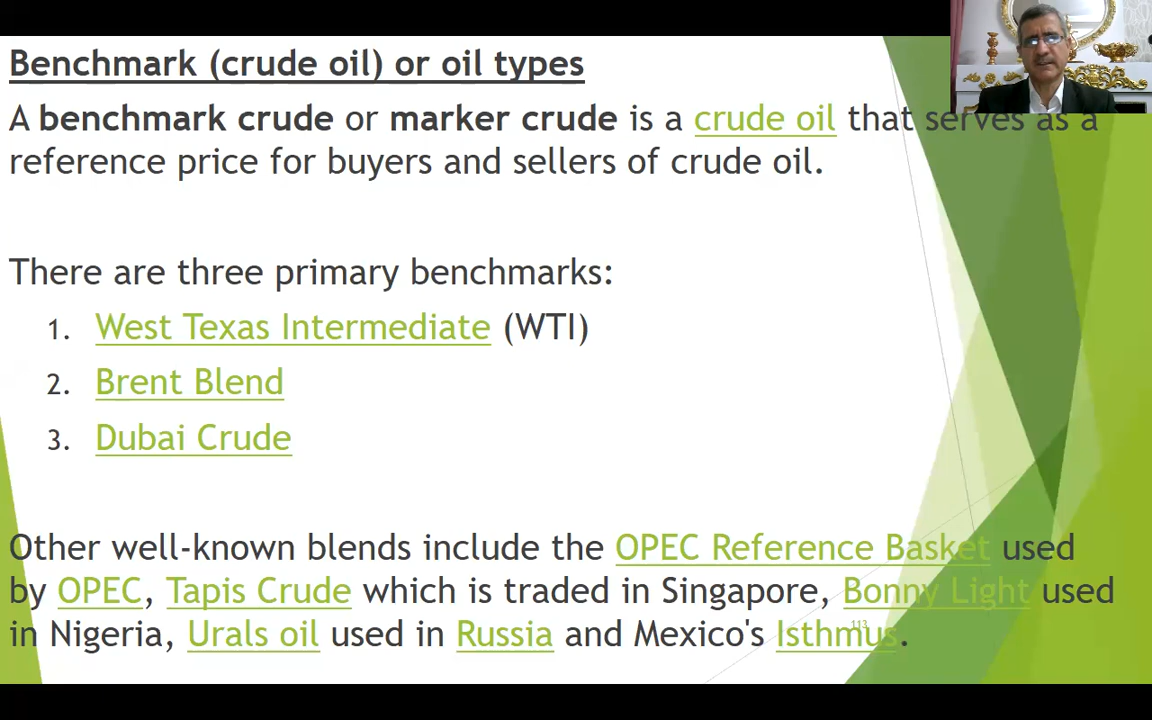 Benchmark (crude oil) or oil types
A benchmark crude or marker crude is a crude oil that serves as a
reference price for buyers and sellers of crude oil.
There are three primary benchmarks:
1. West Texas Intermediate (WTI)
2. Brent Blend
3. Dubai Crude
Other well-known blends include the OPEC Reference Basket used
by OPEC, Tapis Crude which is traded in Singapore, Bonny Light used
in Nigeria, Urals oil used in Russia and Mexico's Isthmus.
113